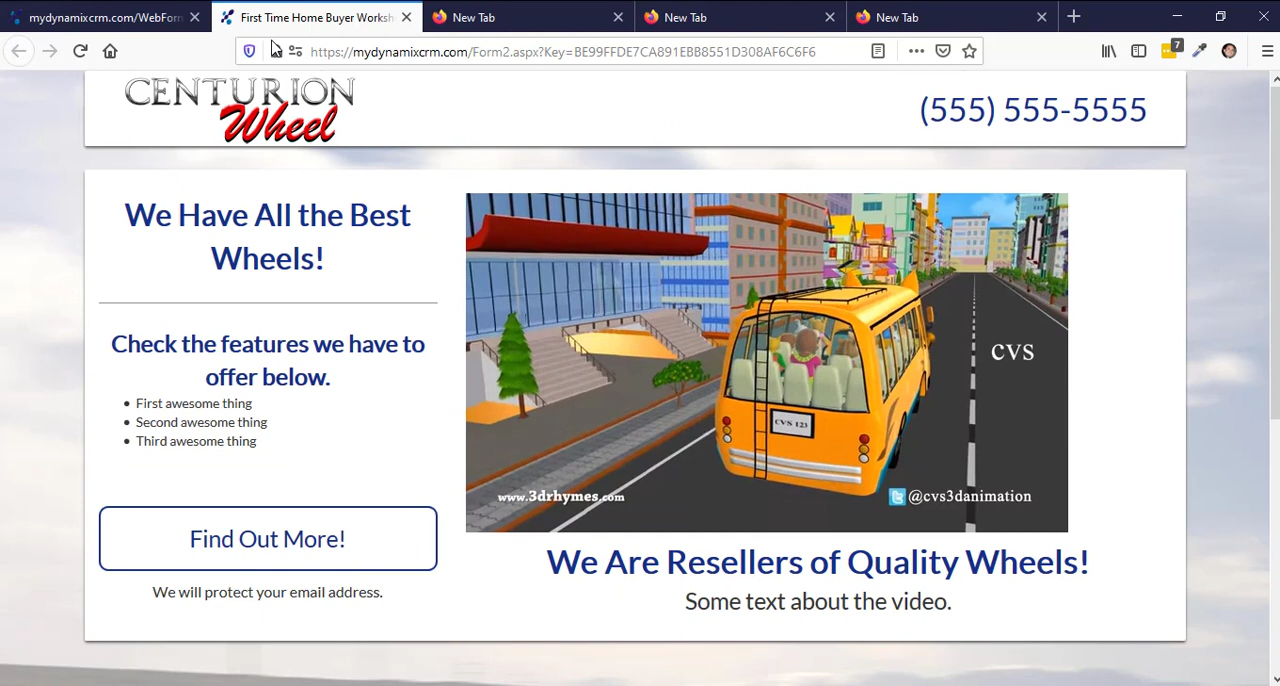 mydynamixcrm.com/WebForm
First Time Home Buyer Worksh
New Tab
New Tab
New Tab
https://mydynamixcrm.com/Form2.aspx?Key=BE99FFDE7CA891EBB8551D308AF6C6F6
7
CENTURION
Wheel
(555) 555-5555
We Have All the Best
Wheels!
Check the features we have to
offer below.
First awesome thing
Second awesome thing
Third awesome thing
Find Out More!
We will protect your email address.
CVS
CVS 123
www.3drhymes.com
@cvs3danimation
We Are Resellers of Quality Wheels!
Some text about the video.